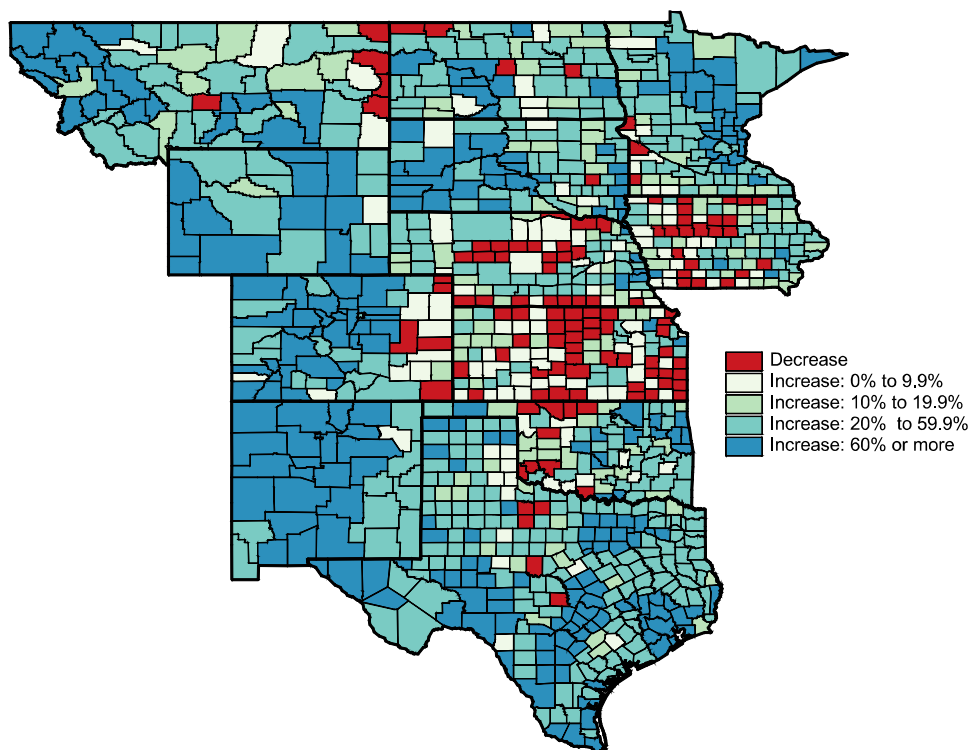 Decrease
Increase: 0% to 9,9%
Increase: 10% to 19.9%
Increase: 20% to 59.9%
Increase: 60% or more